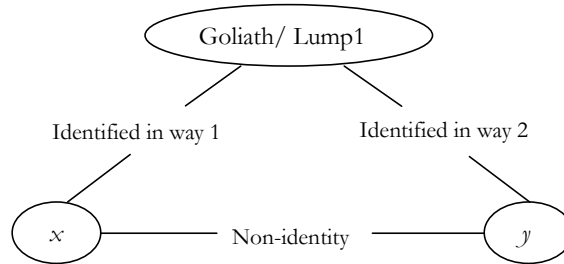 Goliath/ Lump1
Identified in way 1
Identified in way 2
x
Non-identity
y